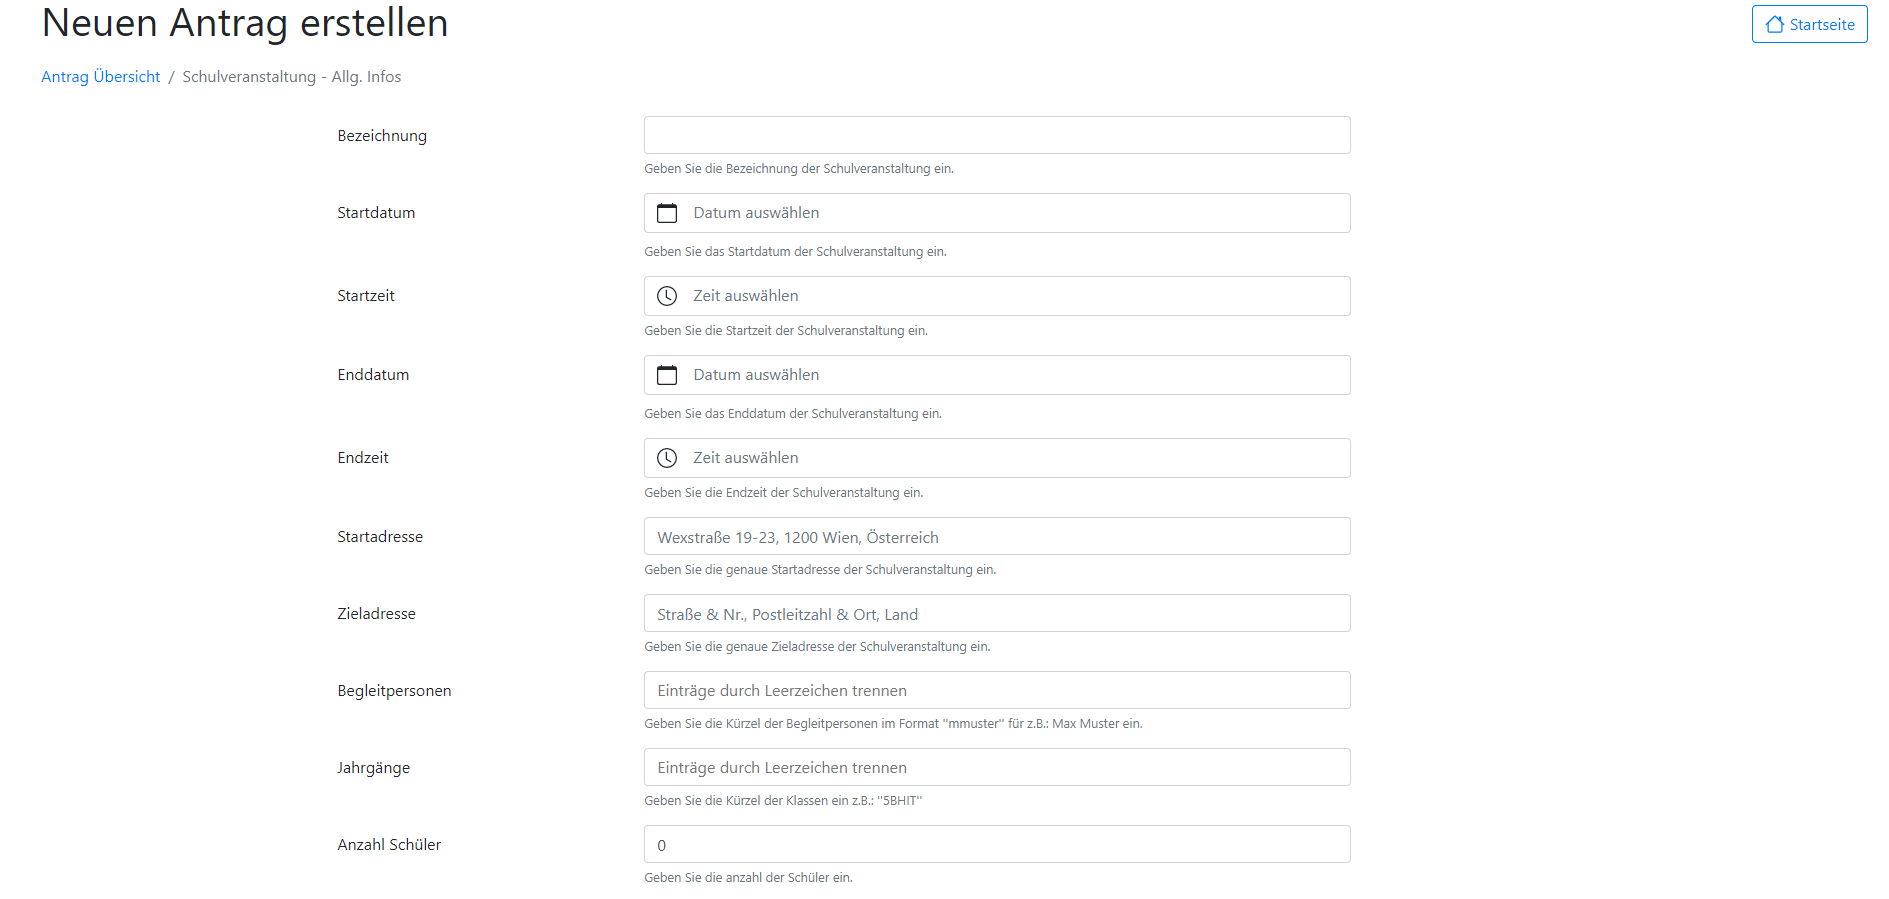 Neuen Antrag erstellen
Startseite
Antrag Übersicht / Schulveranstaltung - Allg. Infos
Bezeichnung
Geben Sie die Bezeichnung der Schulveranstaltung ein.
Startdatum
Datum auswählen
Geben Sie das Startdatum der Schulveranstaltung ein.
Startzeit
Zeit auswählen
Geben Sie die Startzeit der Schulveranstaltung ein.
Enddatum
Datum auswählen
Geben Sie das Enddatum der Schulveranstaltung ein.
Endzeit
Zeit auswählen
Geben Sie die Endzeit der Schulveranstaltung ein.
Startadresse
Wexstraße 19-23, 1200 Wien, Österreich
Geben Sie die genaue Startadresse der Schulveranstaltung ein.
Zieladresse
Straße & Nr., Postleitzahl & Ort, Land
Geben Sie die genaue Zieladresse der Schulveranstaltung ein.
Begleitpersonen
Einträge durch Leerzeichen trennen
Geben Sie die Kürzel der Begleitpersonen im Format "mmuster" für z.B.: Max Muster ein.
Jahrgänge
Einträge durch Leerzeichen trennen
Geben Sie die Kürzel der Klassen ein z.B.: "5BHIT"
Anzahl Schüler
0
Geben Sie die anzahl der Schüler ein.